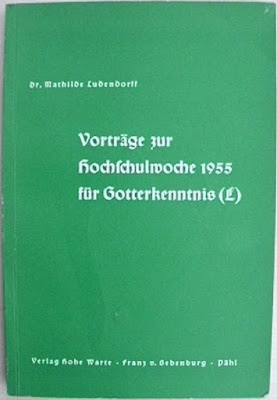 Dr. Mathilde Ludendorff
Vorträge zur
Hochschulwoche 1955
für Gotterkenntnis (L)
Verlag Hohe Warte - Franz v. Bebenburg - Pähl